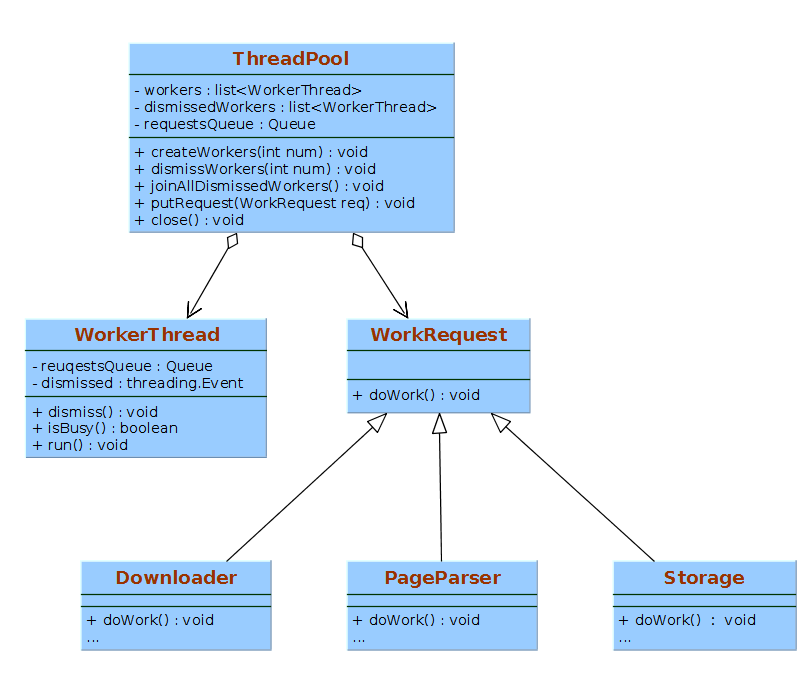 ThreadPool
- workers : list<WorkerThread>
- dismissedWorkers : list<WorkerThread>
- requestsQueue : Queue
+ createWorkers(int num) : void
+ dismissWorkers(int num) : void
+ joinAllDismissedWorkers() : void
+ putRequest(WorkRequest req) : void
+ close() : void
WorkerThread
- reuqestsQueue : Queue
- dismissed : threading.Event
+ dismiss() : void
+ isBusy() : boolean
+ run() : void
WorkRequest
+ doWork() : void
Downloader
+ doWork() : void
...
PageParser
+ doWork() : void
...
Storage
+ doWork() : void
...